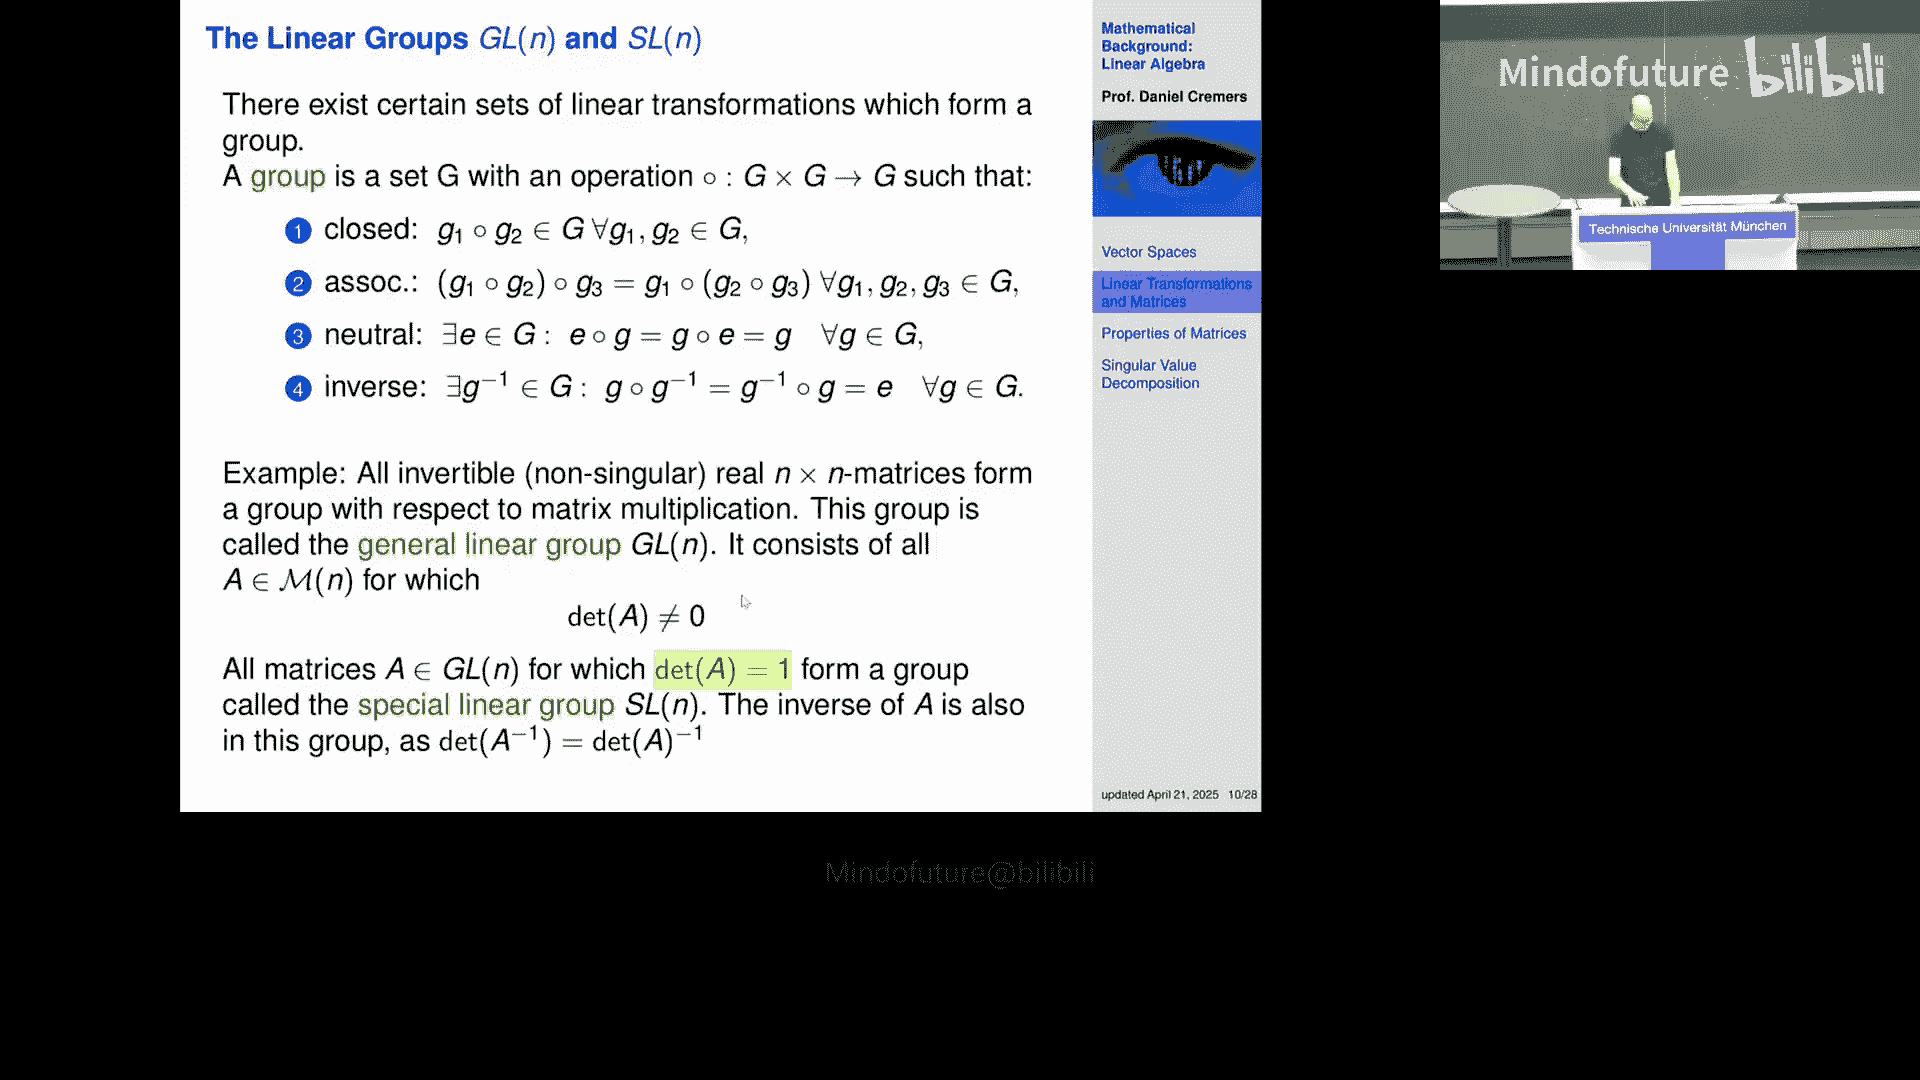 The Linear Groups GL(n) and SL(n)
There exist certain sets of linear transformations which form a
group.
A group is a set G with an operation ∘ : G × G → G such that:
1 closed: g₁ ∘ g₂ ∈ G ∀g₁, g₂ ∈ G,
2 assoc.: (g₁ ∘ g₂) ∘ g₃ = g₁ ∘ (g₂ ∘ g₃) ∀g₁, g₂, g₃ ∈ G,
3 neutral: ∃e ∈ G : e ∘ g = g ∘ e = g ∀g ∈ G,
4 inverse: ∃g⁻¹ ∈ G : g ∘ g⁻¹ = g⁻¹ ∘ g = e ∀g ∈ G.
Example: All invertible (non-singular) real n × n-matrices form
a group with respect to matrix multiplication. This group is
called the general linear group GL(n). It consists of all
A ∈ ℳ(n) for which
det(A) ≠ 0
All matrices A ∈ GL(n) for which det(A) = 1 form a group
called the special linear group SL(n). The inverse of A is also
in this group, as det(A⁻¹) = det(A)⁻¹
Mathematical
Background:
Linear Algebra
Prof. Daniel Cremers
Vector Spaces
Linear Transformations
and Matrices
Properties of Matrices
Singular Value
Decomposition
updated April 21, 2025 10/28
Mindofuture bilibili
Technische Universität München
Mindofuture@bilibili